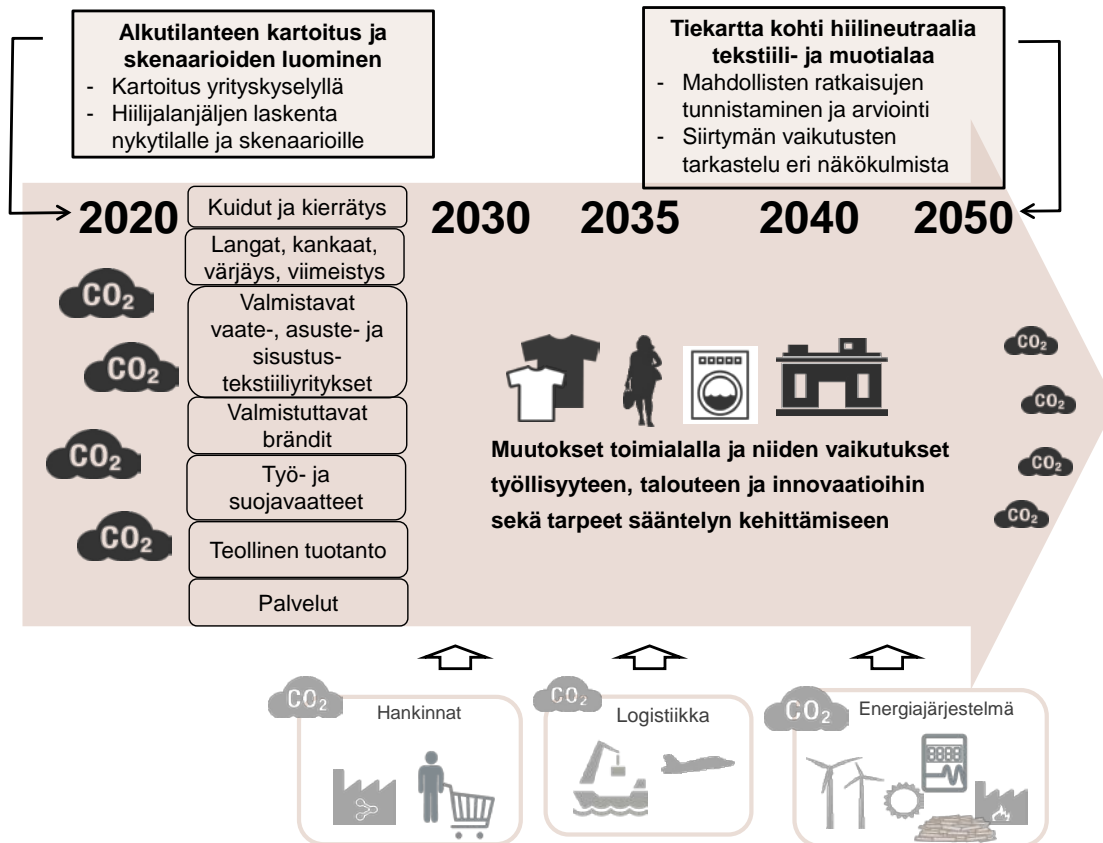 Alkutilanteen kartoitus ja
skenaarioiden luominen
- Kartoitus yrityskyselyllä
- Hiilijalanjäljen laskenta
nykytilalle ja skenaarioille
Tiekartta kohti hiilineutraalia
tekstiili- ja muotialaa
- Mahdollisten ratkaisujen
tunnistaminen ja arviointi
- Siirtymän vaikutusten
tarkastelu eri näkökulmista
2020
2030
2035
2040
2050
Kuidut ja kierrätys
Langat, kankaat,
värjäys, viimeistys
Valmistavat
vaate-, asuste- ja
sisustus-
tekstiiliyritykset
Valmistuttavat
brändit
Työ- ja
suojavaatteet
Teollinen tuotanto
Palvelut
CO2
CO2
CO2
CO2
Muutokset toimialalla ja niiden vaikutukset
työllisyyteen, talouteen ja innovaatioihin
sekä tarpeet sääntelyn kehittämiseen
CO2
CO2
CO2
CO2
CO2
Hankinnat
CO2
Logistiikka
CO2
Energiajärjestelmä